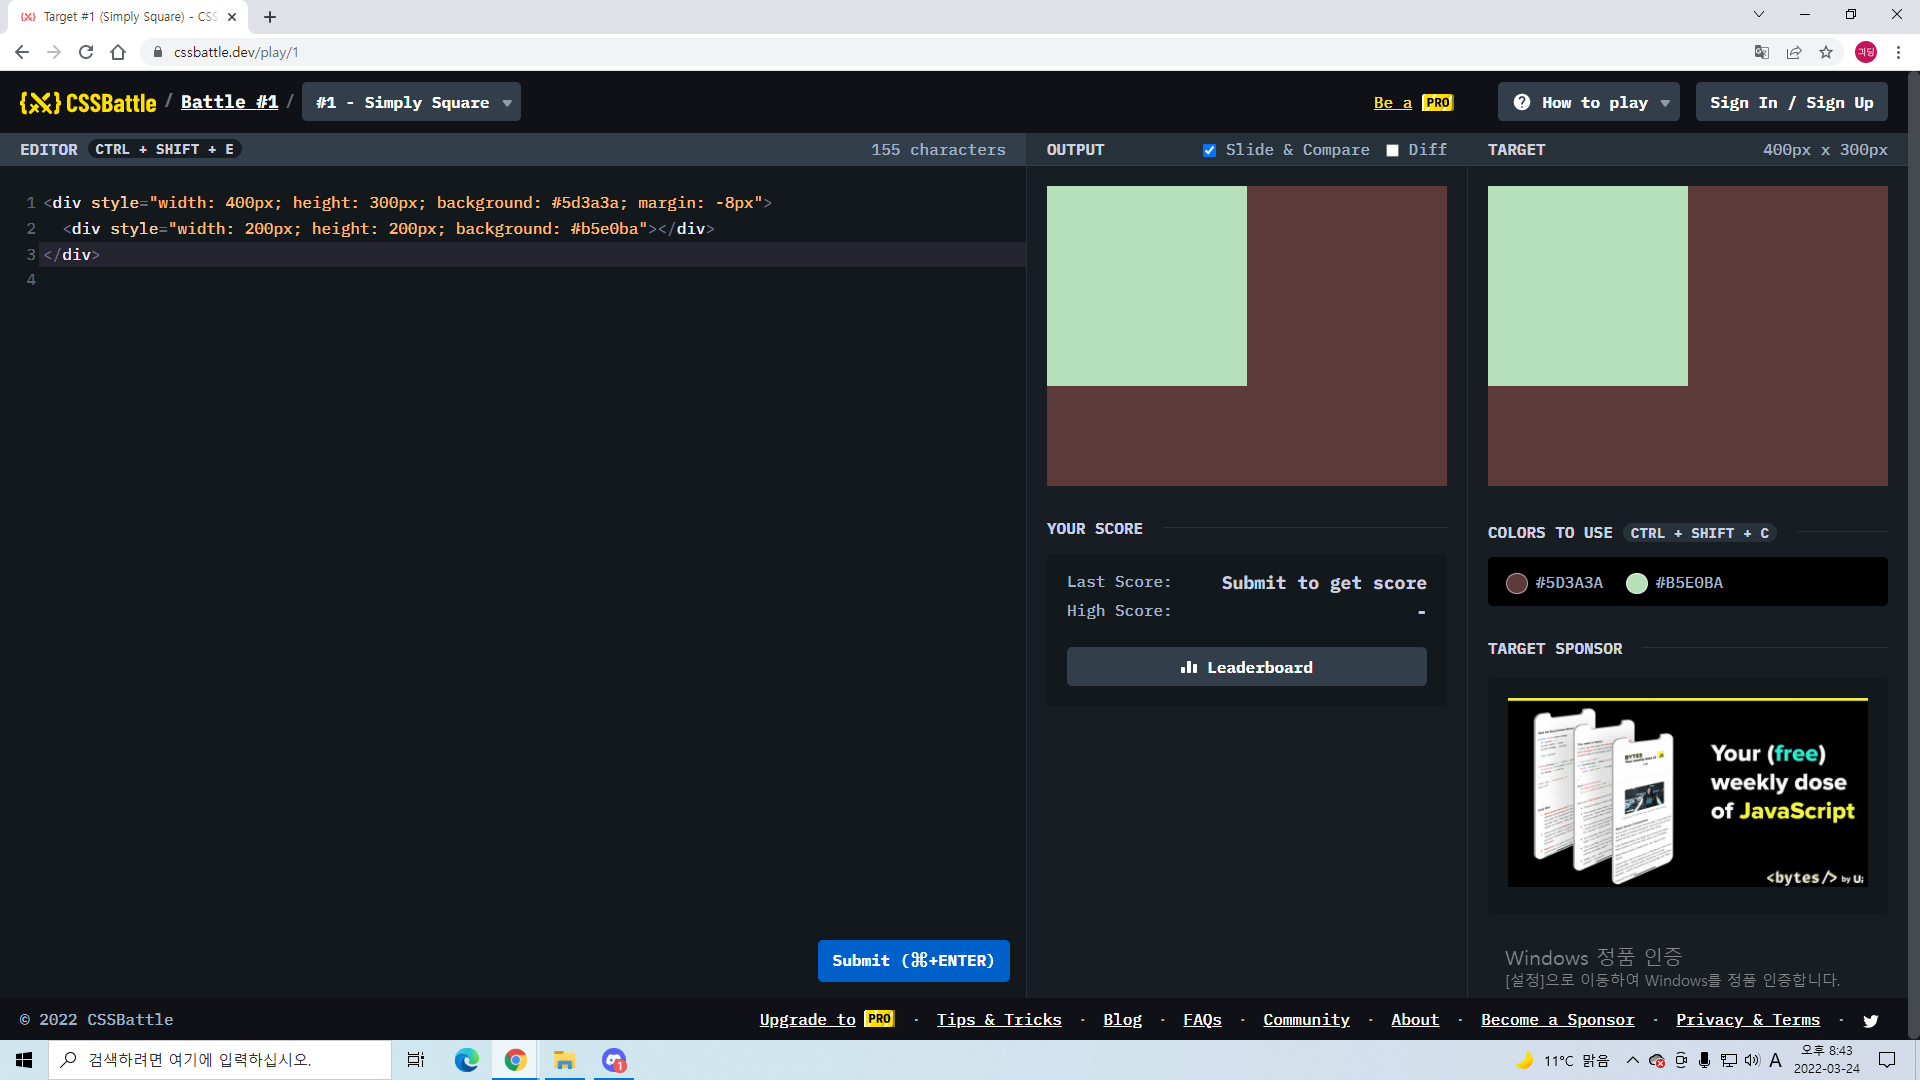 Target #1 (Simply Square) - CSS
cssbattle.dev/play/1
귀딩
{X} CSSBattle / Battle #1 / #1 - Simply Square
Be a PRO
How to play
Sign In / Sign Up
EDITOR CTRL + SHIFT + E
155 characters
OUTPUT
Slide & Compare
Diff
TARGET
400px x 300px
1 <div style="width: 400px; height: 300px; background: #5d3a3a; margin: -8px">
2 <div style="width: 200px; height: 200px; background: #b5e0ba"></div>
3 </div>
4
YOUR SCORE
Last Score: Submit to get score
High Score: -
Leaderboard
COLORS TO USE CTRL + SHIFT + C
#5D3A3A #B5E0BA
TARGET SPONSOR
BYTES
Your (free)
weekly dose
of JavaScript
<bytes/> by Ui
Submit (⌘+ENTER)
Windows 정품 인증
[설정]으로 이동하여 Windows를 정품 인증합니다.
© 2022 CSSBattle
Upgrade to PRO · Tips & Tricks · Blog · FAQs · Community · About · Become a Sponsor · Privacy & Terms ·
검색하려면 여기에 입력하십시오.
1
11°C 맑음
A
오후 8:43
2022-03-24